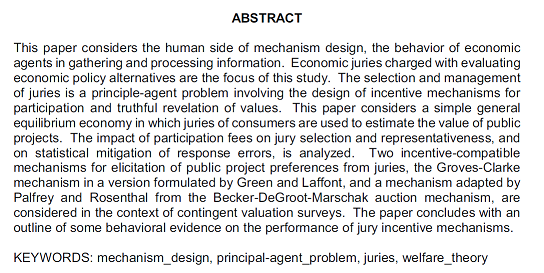 ABSTRACT
This paper considers the human side of mechanism design, the behavior of economic
agents in gathering and processing information. Economic juries charged with evaluating
economic policy alternatives are the focus of this study. The selection and management
of juries is a principle-agent problem involving the design of incentive mechanisms for
participation and truthful revelation of values. This paper considers a simple general
equilibrium economy in which juries of consumers are used to estimate the value of public
projects. The impact of participation fees on jury selection and representativeness, and
on statistical mitigation of response errors, is analyzed. Two incentive-compatible
mechanisms for elicitation of public project preferences from juries, the Groves-Clarke
mechanism in a version formulated by Green and Laffont, and a mechanism adapted by
Palfrey and Rosenthal from the Becker-DeGroot-Marschak auction mechanism, are
considered in the context of contingent valuation surveys. The paper concludes with an
outline of some behavioral evidence on the performance of jury incentive mechanisms.
KEYWORDS: mechanism_design, principal-agent_problem, juries, welfare_theory